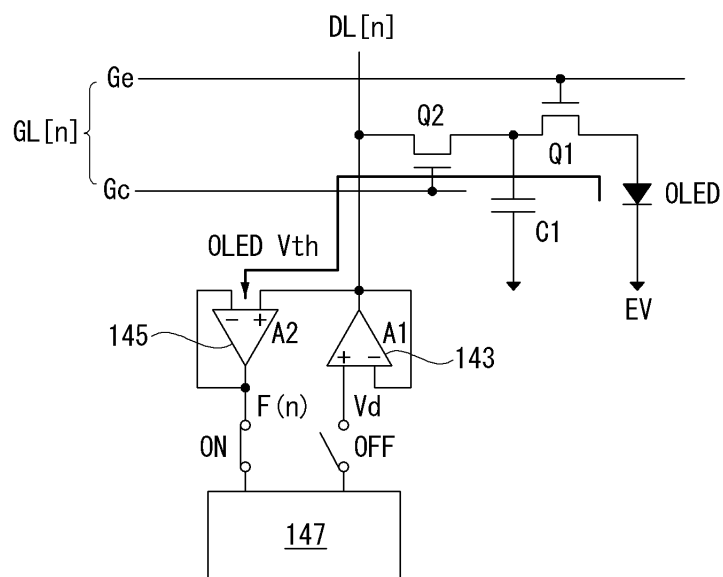 DL[n]
Ge
GL[n]
Q2
Q1
Gc
OLED
C1
OLED Vth
EV
- +
A2
A1
145
+ -
143
F(n)
Vd
ON
OFF
147